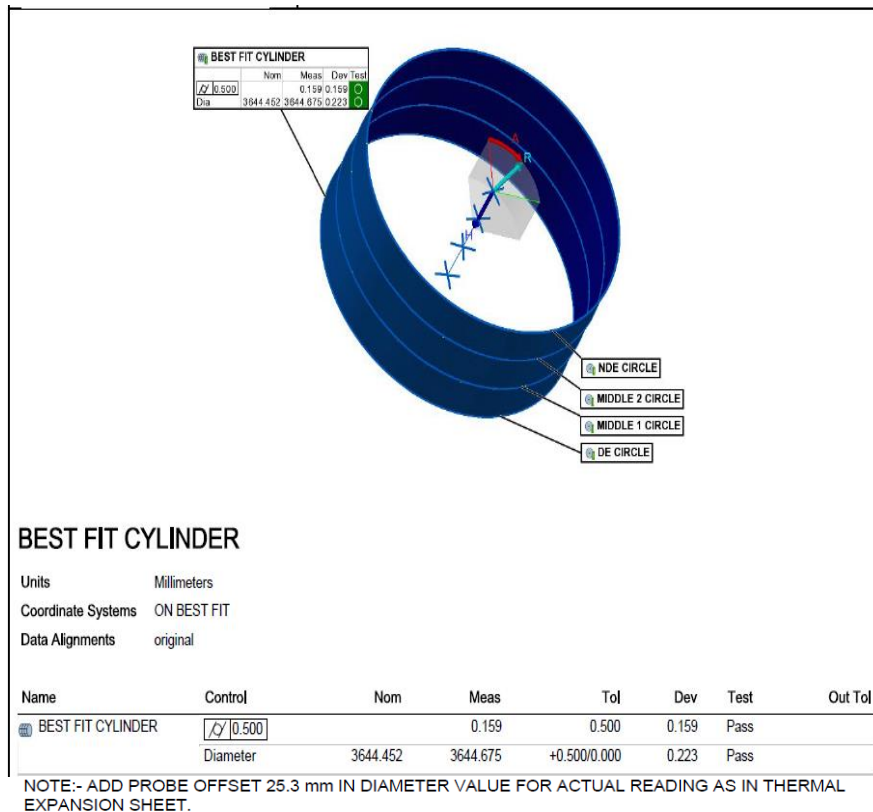 BEST FIT CYLINDER
Nom Meas Dev Test
0.500 0.159 0.159
Dia 3644.452 3644.675 0.223
A
R
H
NDE CIRCLE
MIDDLE 2 CIRCLE
MIDDLE 1 CIRCLE
DE CIRCLE
BEST FIT CYLINDER
Units Millimeters
Coordinate Systems ON BEST FIT
Data Alignments original
Name Control Nom Meas Tol Dev Test Out Tol
BEST FIT CYLINDER 0.500 0.159 0.500 0.159 Pass
Diameter 3644.452 3644.675 +0.500/0.000 0.223 Pass
NOTE:- ADD PROBE OFFSET 25.3 mm IN DIAMETER VALUE FOR ACTUAL READING AS IN THERMAL
EXPANSION SHEET.